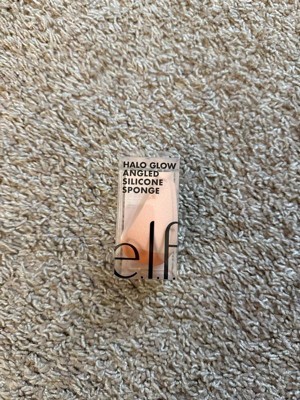 HALO GLOW
ANGLED
SILICONE
SPONGE
e.l.f